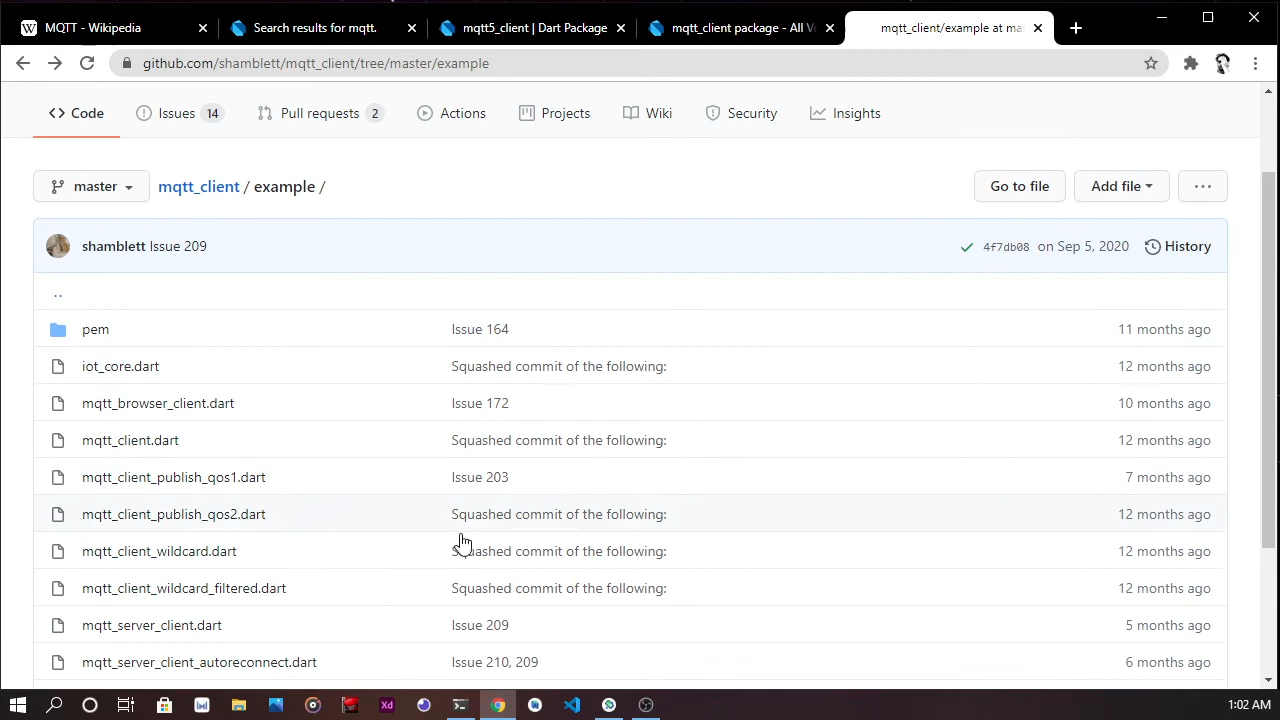 MQTT - Wikipedia
Search results for mqtt.
mqtt5_client | Dart Package
mqtt_client package - All V
mqtt_client/example at ma
github.com/shamblett/mqtt_client/tree/master/example
Code
Issues 14
Pull requests 2
Actions
Projects
Wiki
Security
Insights
master
mqtt_client / example /
Go to file
Add file
shamblett Issue 209
4f7db08 on Sep 5, 2020
History
..
pem Issue 164 11 months ago
iot_core.dart Squashed commit of the following: 12 months ago
mqtt_browser_client.dart Issue 172 10 months ago
mqtt_client.dart Squashed commit of the following: 12 months ago
mqtt_client_publish_qos1.dart Issue 203 7 months ago
mqtt_client_publish_qos2.dart Squashed commit of the following: 12 months ago
mqtt_client_wildcard.dart Squashed commit of the following: 12 months ago
mqtt_client_wildcard_filtered.dart Squashed commit of the following: 12 months ago
mqtt_server_client.dart Issue 209 5 months ago
mqtt_server_client_autoreconnect.dart Issue 210, 209 6 months ago
Xd
1:02 AM